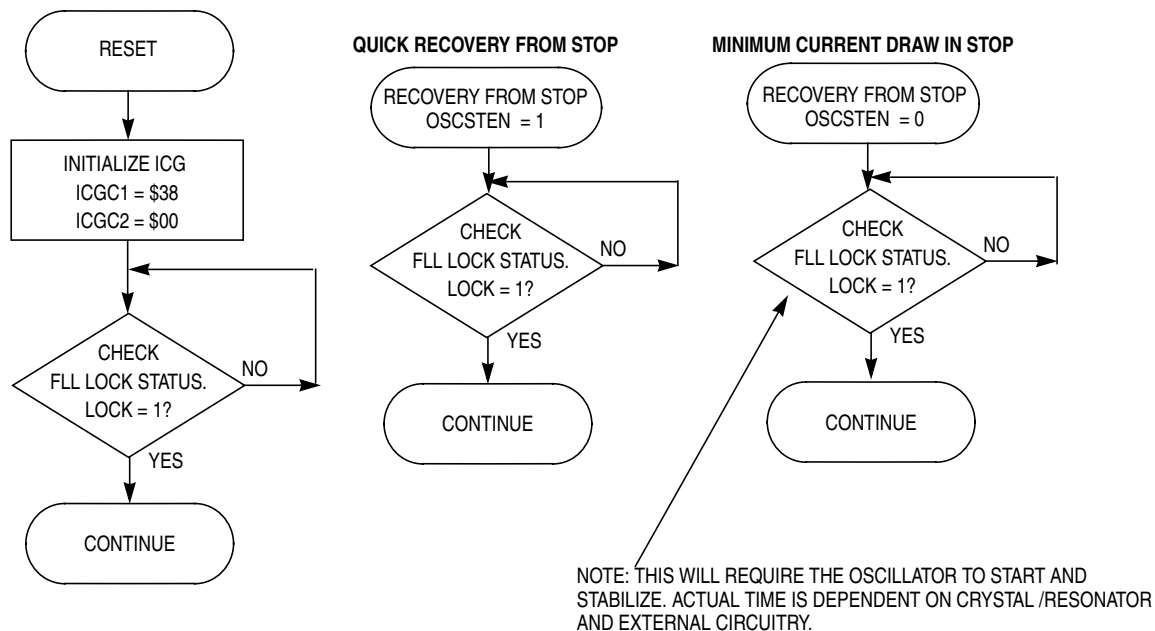 RESET
INITIALIZE ICG
ICGC1 = $38
ICGC2 = $00
CHECK
FLL LOCK STATUS.
LOCK = 1?
NO
YES
CONTINUE
QUICK RECOVERY FROM STOP
RECOVERY FROM STOP
OSCSTEN = 1
CHECK
FLL LOCK STATUS.
LOCK = 1?
NO
YES
CONTINUE
MINIMUM CURRENT DRAW IN STOP
RECOVERY FROM STOP
OSCSTEN = 0
CHECK
FLL LOCK STATUS.
LOCK = 1?
NO
YES
CONTINUE
NOTE: THIS WILL REQUIRE THE OSCILLATOR TO START AND
STABILIZE. ACTUAL TIME IS DEPENDENT ON CRYSTAL /RESONATOR
AND EXTERNAL CIRCUITRY.